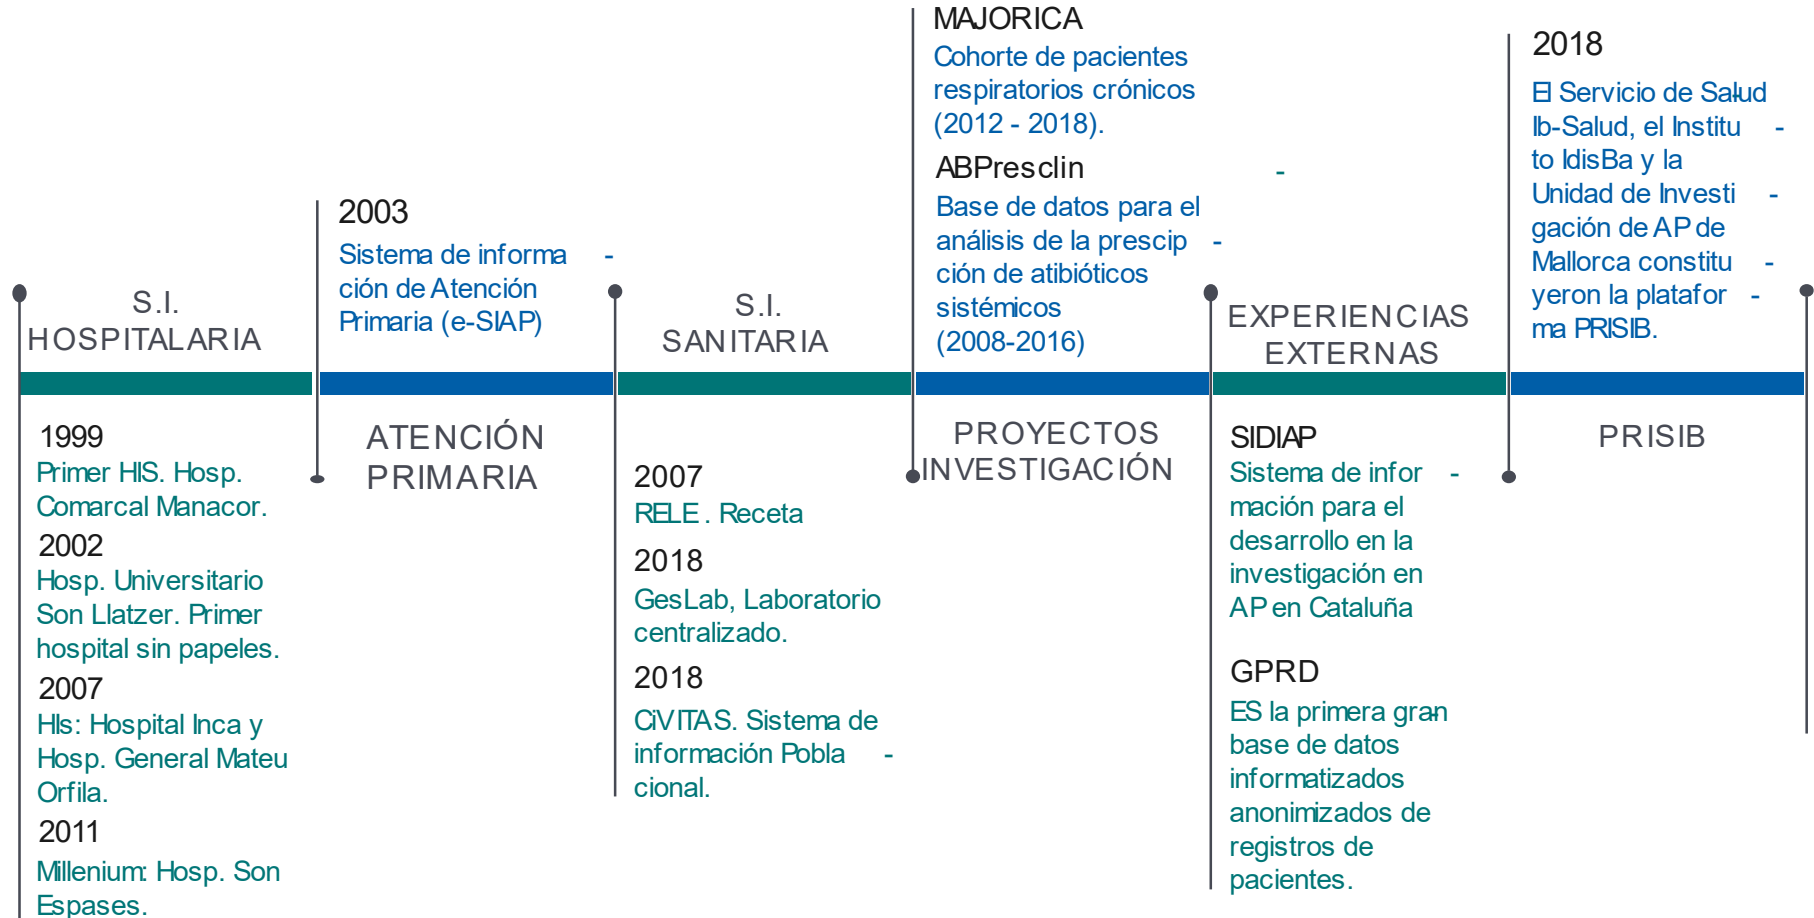 S.I.
HOSPITALARIA
1999
Primer HIS. Hosp.
Comarcal Manacor.
2002
Hosp. Universitario
Son Llatzer. Primer
hospital sin papeles.
2007
HIs: Hospital Inca y
Hosp. General Mateu
Orfila.
2011
Millenium: Hosp. Son
Espases.
2003
Sistema de informa -
ción de Atención
Primaria (e-SIAP)
ATENCIÓN
PRIMARIA
S.I.
SANITARIA
2007
RELE . Receta
2018
GesLab, Laboratorio
centralizado.
2018
CiVITAS. Sistema de
información Pobla -
cional.
MAJORICA
Cohorte de pacientes
respiratorios crónicos
(2012 - 2018).
ABPresclin -
Base de datos para el
análisis de la prescip -
ción de atibióticos
sistémicos
(2008-2016)
PROYECTOS
INVESTIGACIÓN
EXPERIENCIAS
EXTERNAS
SIDIAP
Sistema de infor -
mación para el
desarrollo en la
investigación en
AP en Cataluña
GPRD
ES la primera gran-
base de datos
informatizados
anonimizados de
registros de
pacientes.
2018
El Servicio de Salud-
Ib-Salud, el Institu -
to IdisBa y la
Unidad de Investi -
gación de AP de
Mallorca constitu -
yeron la platafor -
ma PRISIB.
PRISIB